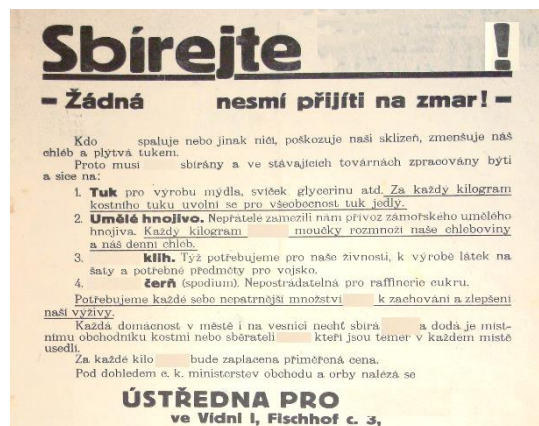 Sbírejte !
– Žádná nesmí přijíti na zmar! –
Kdo spaluje nebo jinak ničí, poškozuje naši sklizeň, zmenšuje náš
chléb a plýtvá tukem.
Proto musí sbírány a ve stávajících továrnách zpracovány býti
a sice na:
1. Tuk pro výrobu mýdla, svíček, glycerinu atd. Za každý kilogram
kostního tuku uvolní se pro všeobecnost tuk jedlý.
2. Umělé hnojivo. Nepřátelé zamezili nám přívoz zámořského umělého
hnojiva. Každý kilogram moučky rozmnoží naše chleboviny
a náš denní chléb.
3. klih. Týž potřebujeme pro naše živnosti, k výrobě látek na
šaty a potřebné předměty pro vojsko.
4. čerň (spodium). Nepostrádatelná pro raffinerie cukru.
Potřebujeme každé sebe nepatrnější množství k zachování a zlepšení
naší výživy.
Každá domácnost v městě i na vesnici nechť sbírá a dodá je míst-
nímu obchodníku kostmi nebo sběrateli kteří jsou téměř v každém místě
usedlí.
Za každé kilo bude zaplacena přiměřená cena.
Pod dohledem c. k. ministerstev obchodu a orby nalézá se
ÚSTŘEDNA PRO
ve Vídni I, Fischhof c. 3,